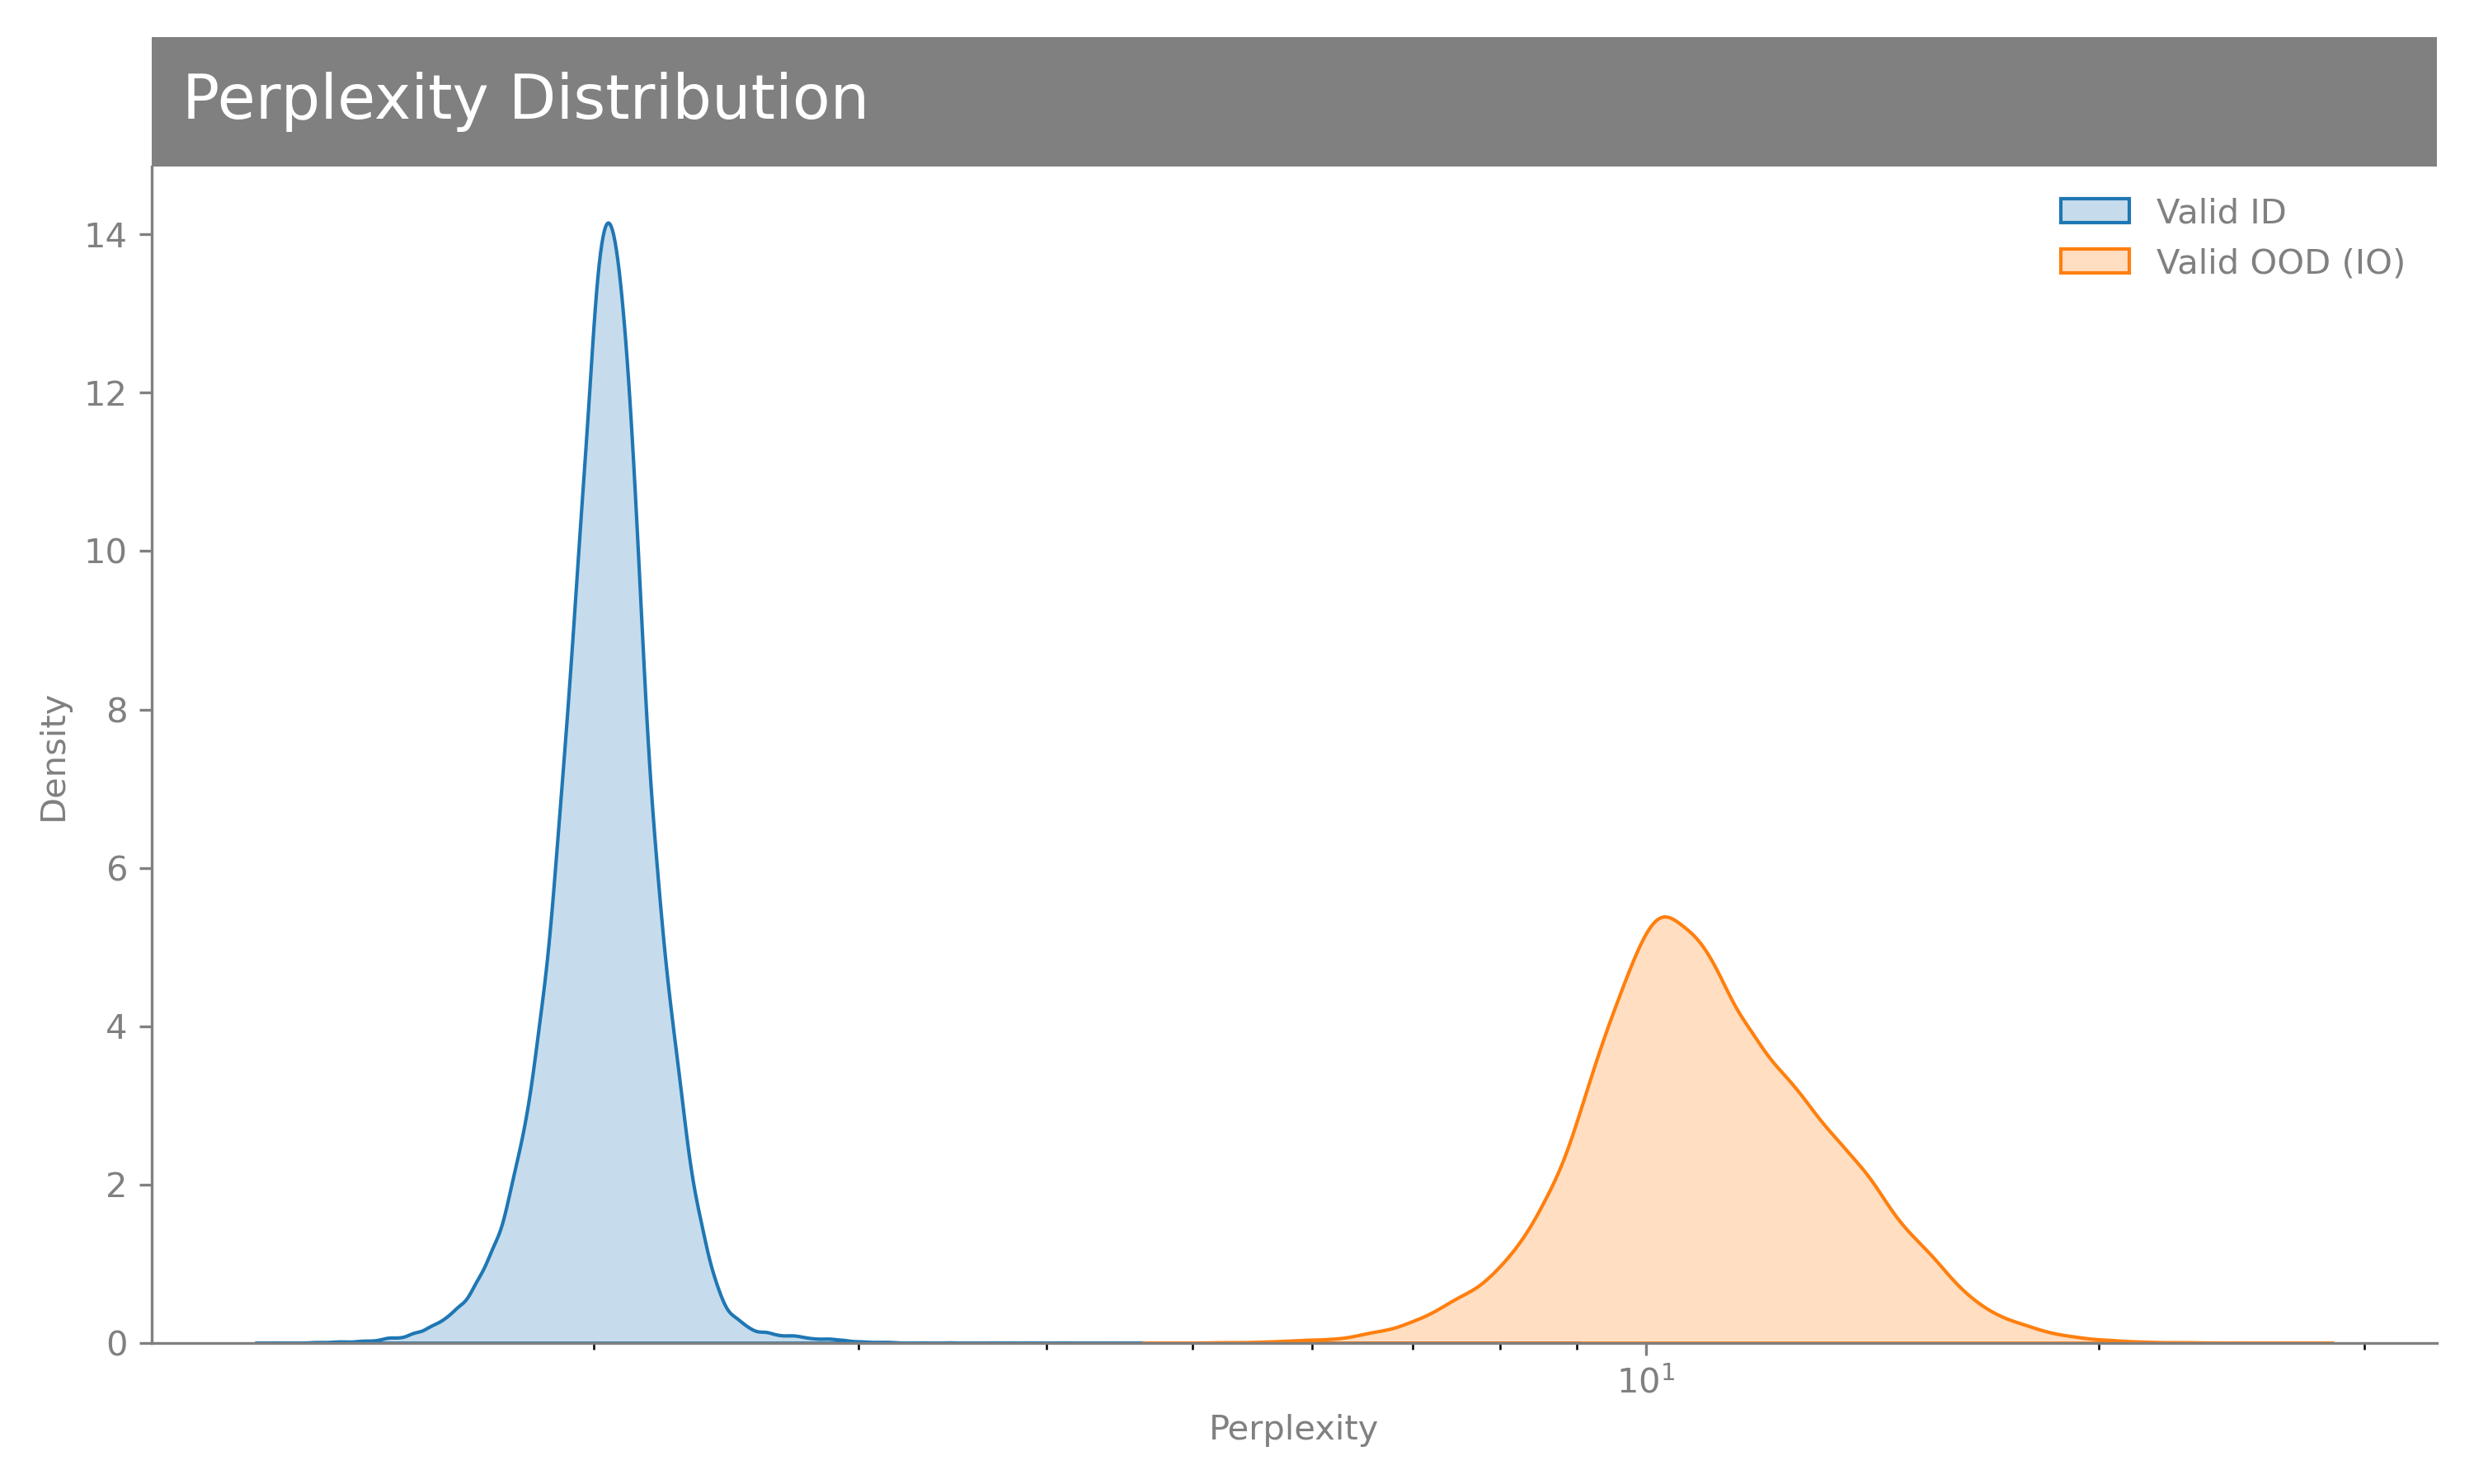 Perplexity Distribution
Valid ID
Valid OOD (IO)
14
12
10
8
6
4
2
0
Density
10¹
Perplexity